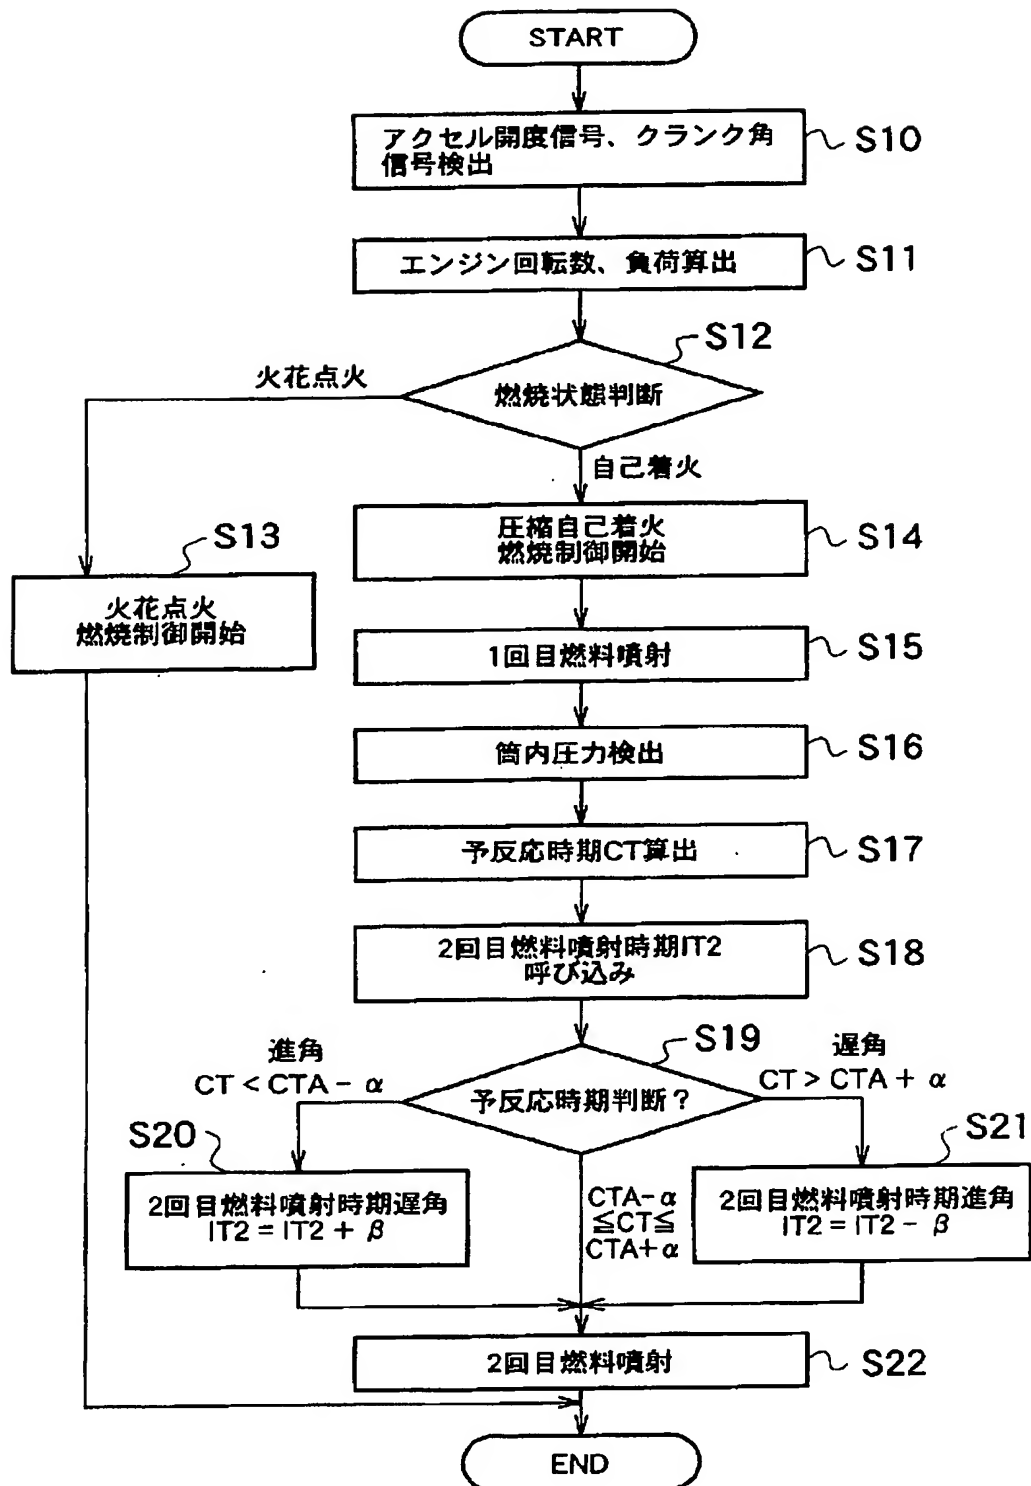 START
アクセル開度信号、クランク角
信号検出
S10
エンジン回転数、負荷算出
S11
S12
火花点火
燃焼状態判断
自己着火
S13
火花点火
燃焼制御開始
圧縮自己着火
燃焼制御開始
S14
1回目燃料噴射
S15
筒内圧力検出
S16
予反応時期CT算出
S17
2回目燃料噴射時期IT2
呼び込み
S18
S19
進角
CT < CTA - α
予反応時期判断?
遅角
CT > CTA + α
S20
2回目燃料噴射時期遅角
IT2 = IT2 + β
CTA-α
≦CT≦
CTA+α
S21
2回目燃料噴射時期進角
IT2 = IT2 - β
2回目燃料噴射
S22
END